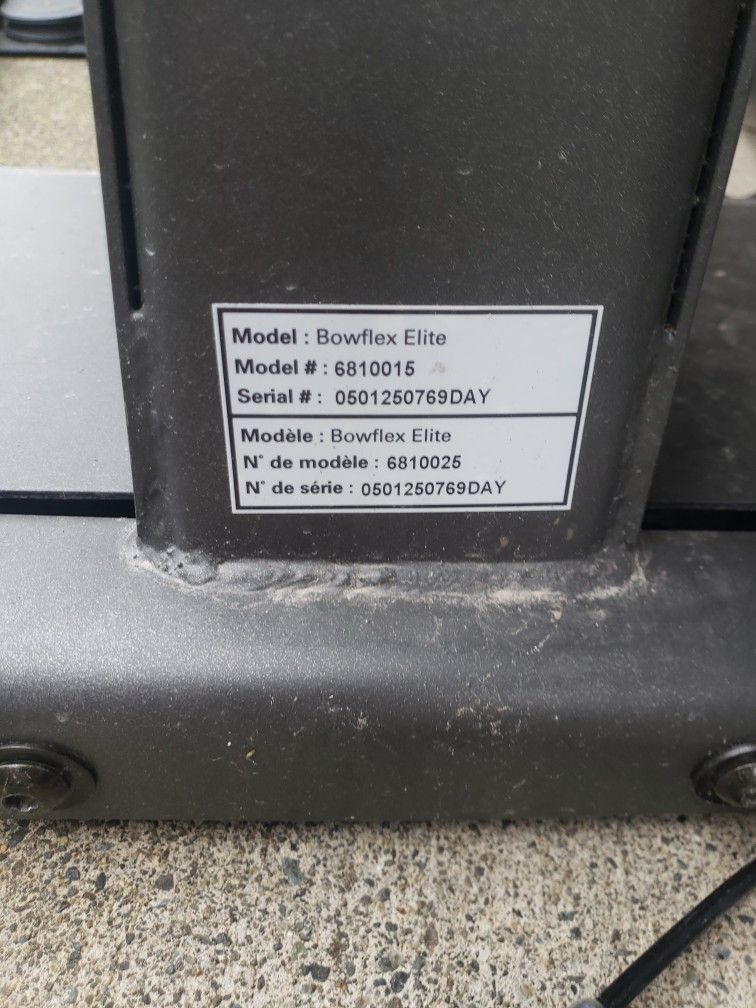 Model : Bowflex Elite
Model # : 6810015
Serial # : 0501250769DAY
Modèle : Bowflex Elite
N° de modèle : 6810025
N° de série : 0501250769DAY